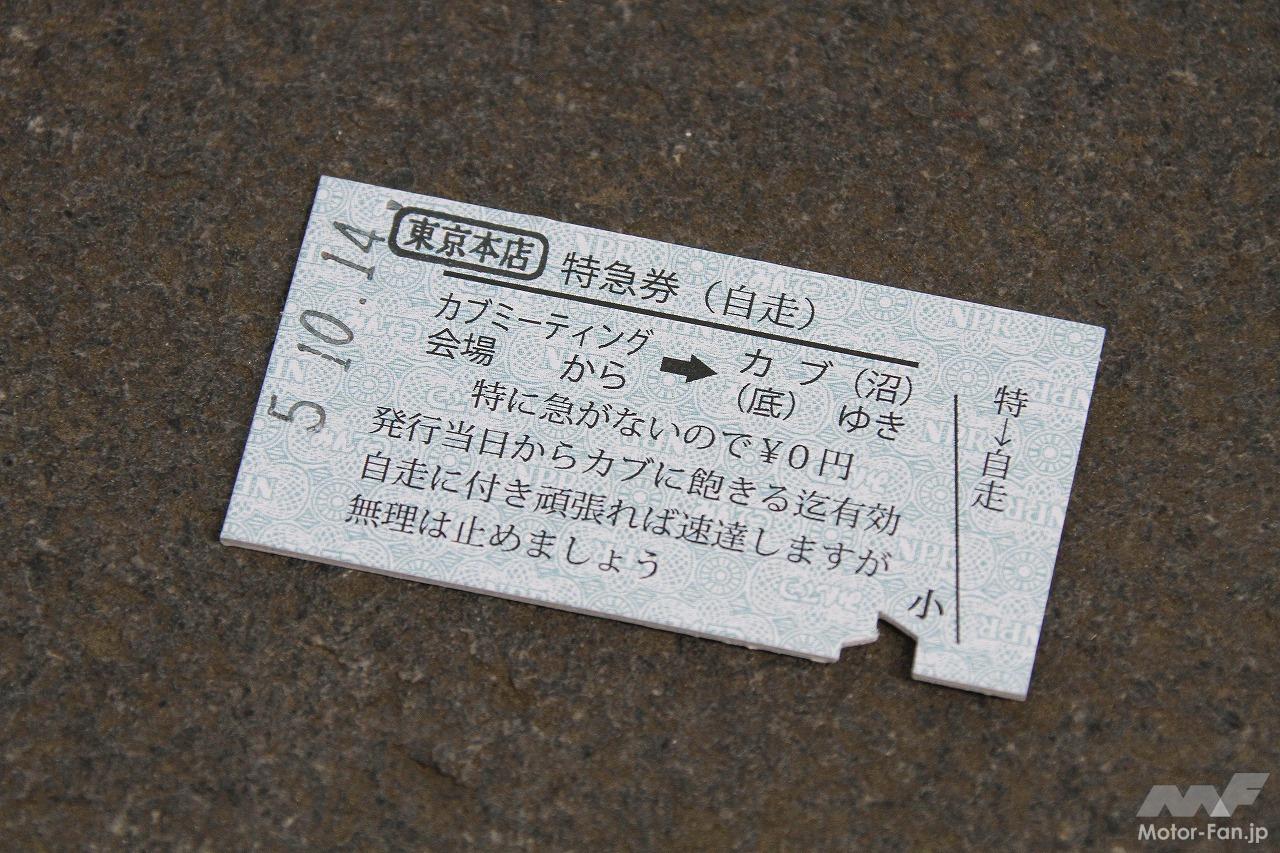 5.10.14
東京本店 特急券（自走）
カブミーティング
会場 から ➡ カブ（沼）
（底） ゆき
特に急がないので￥0円
発行当日からカブに飽きる迄有効
自走に付き頑張れば速達しますが
無理は止めましょう
特→自走
小
NPR
Motor-Fan.jp